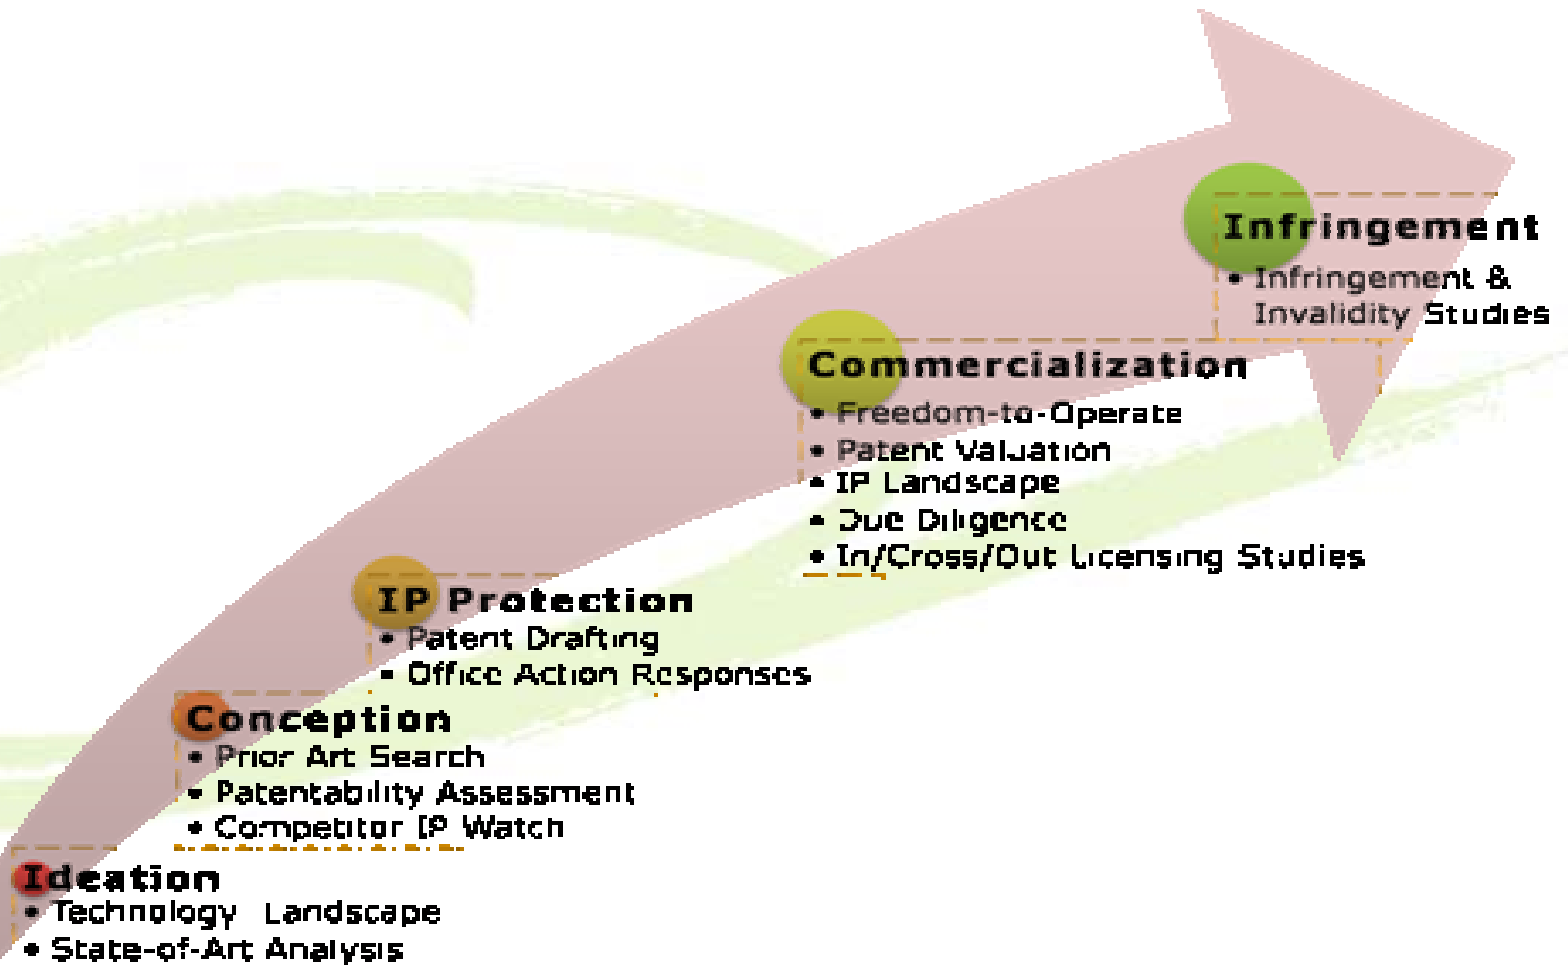 Infringement
• Infringement &
Invalidity Studies
Commercialization
• Freedom-to-Operate
• Patent Valuation
• IP Landscape
• Due Diligence
• In/Cross/Out Licensing Studies
IP Protection
• Patent Drafting
• Office Action Responses
Conception
• Prior Art Search
• Patentability Assessment
• Competitor IP Watch
Ideation
• Technology Landscape
• State-of-Art Analysis